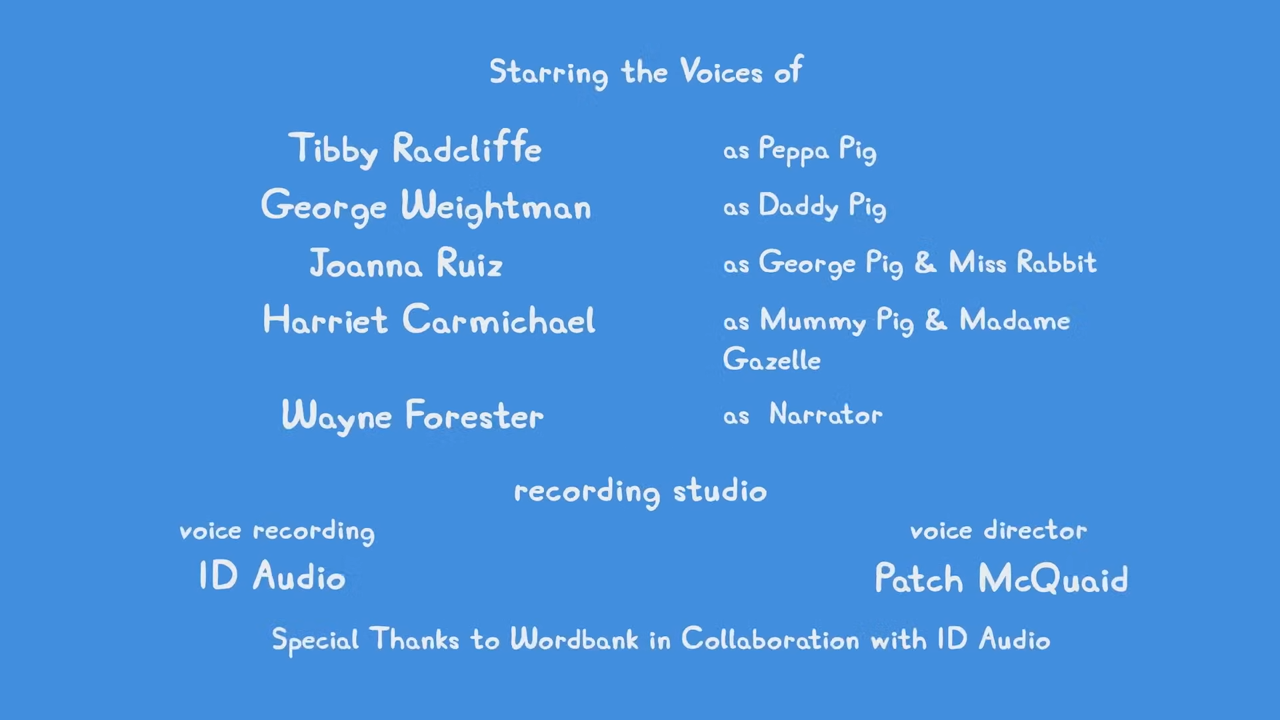 Starring the Voices of
Tibby Radcliffe as Peppa Pig
George Weightman as Daddy Pig
Joanna Ruiz as George Pig & Miss Rabbit
Harriet Carmichael as Mummy Pig & Madame
Gazelle
Wayne Forester as Narrator
recording studio
voice recording voice director
ID Audio Patch McQuaid
Special Thanks to Wordbank in Collaboration with ID Audio